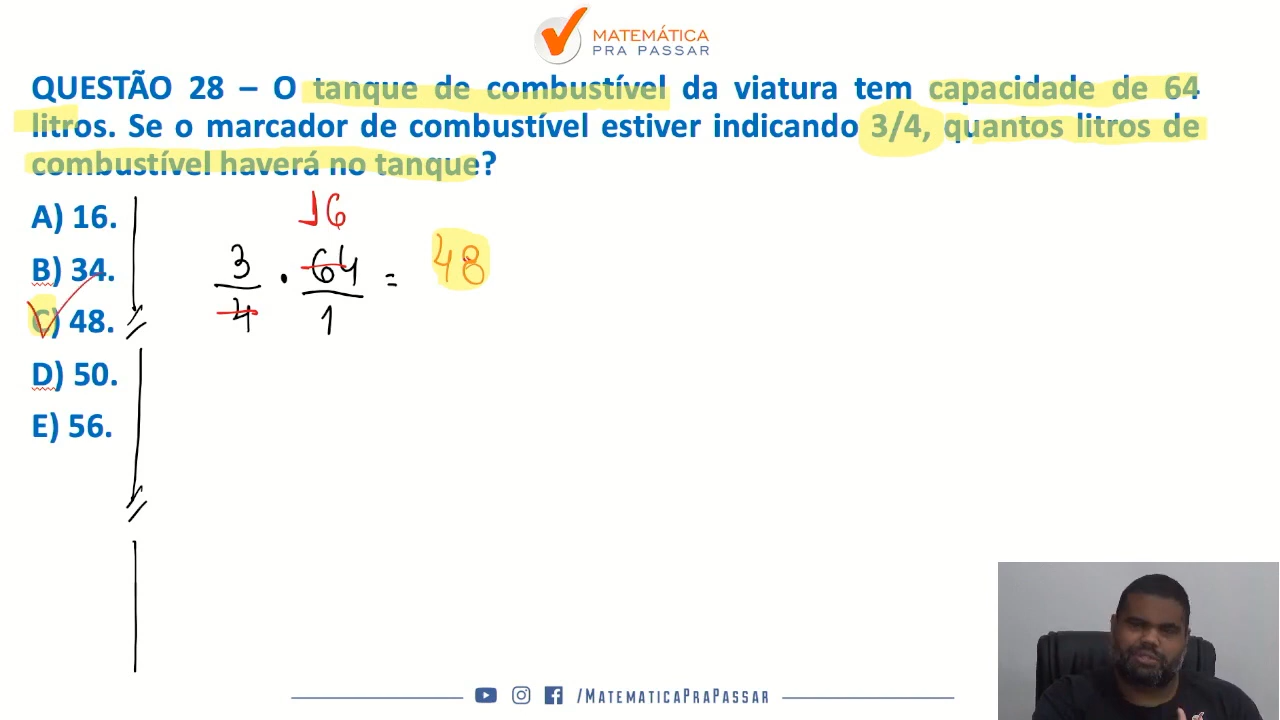 MATEMÁTICA
PRA PASSAR
QUESTÃO 28 – O tanque de combustível da viatura tem capacidade de 64
litros. Se o marcador de combustível estiver indicando 3/4, quantos litros de
combustível haverá no tanque?
A) 16.
B) 34.
C) 48.
D) 50.
E) 56.
16
3/4 · 64/1 = 48
/MATEMATICAPRAPASSAR